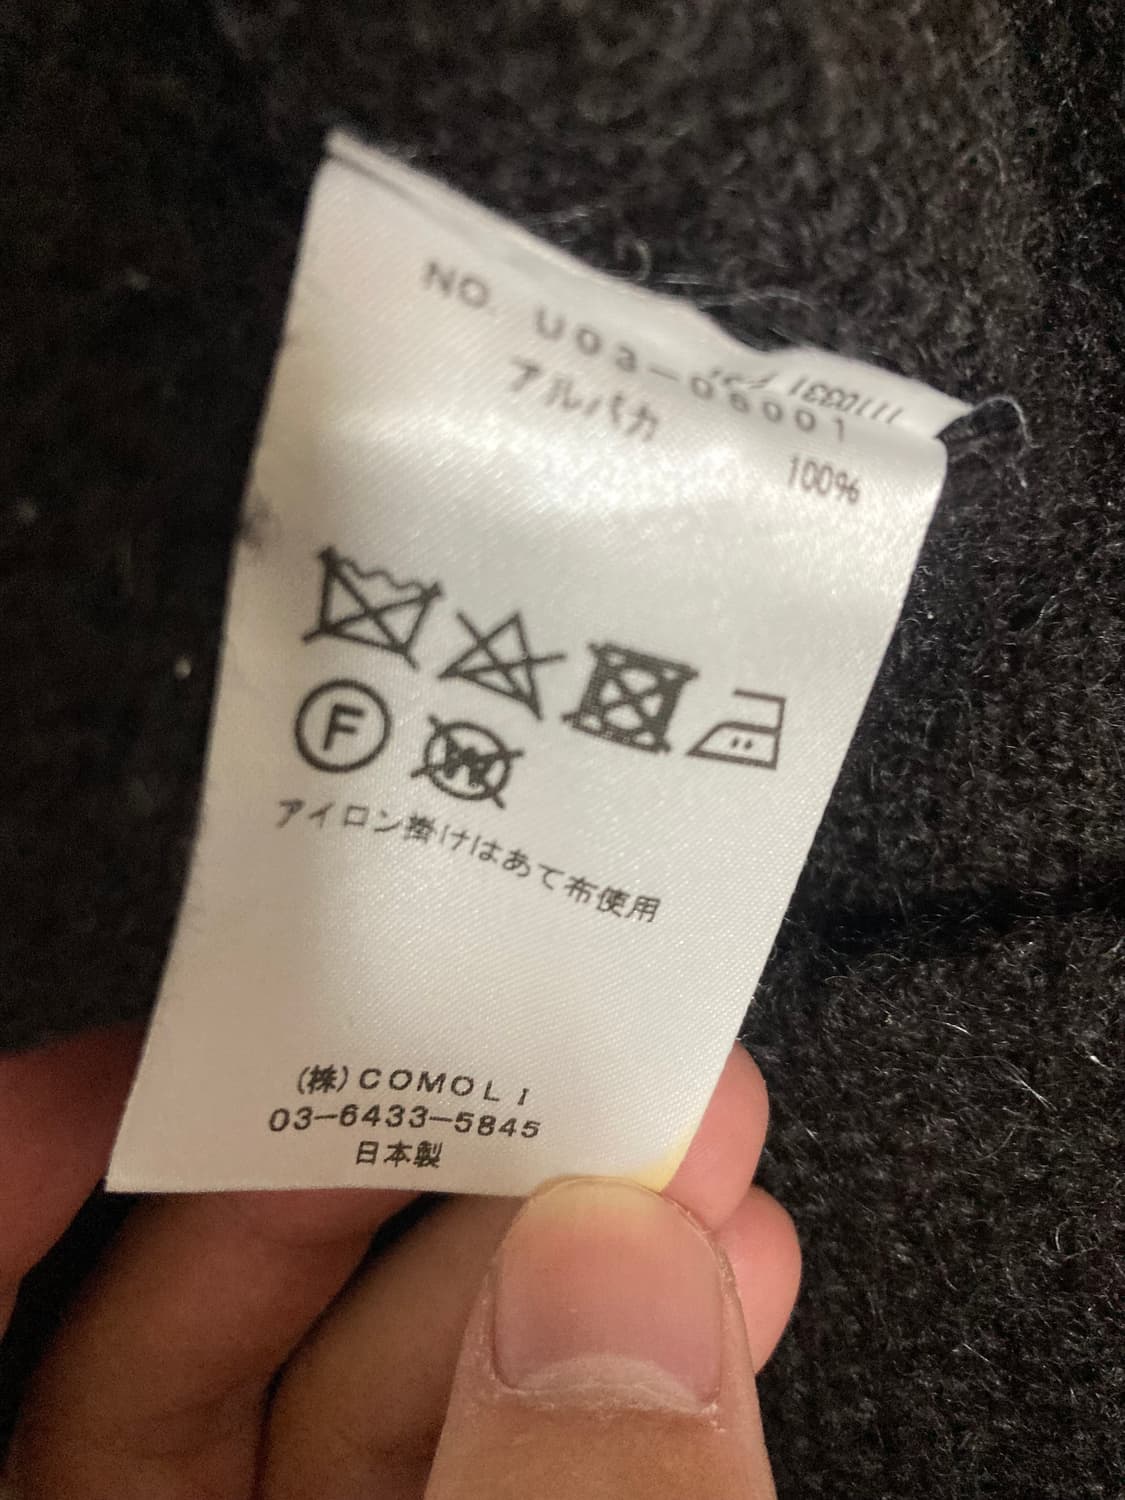 NO. U03-05001
アルパカ
100%
F
W
アイロン掛けはあて布使用
(株)COMOLI
03-6433-5845
日本製